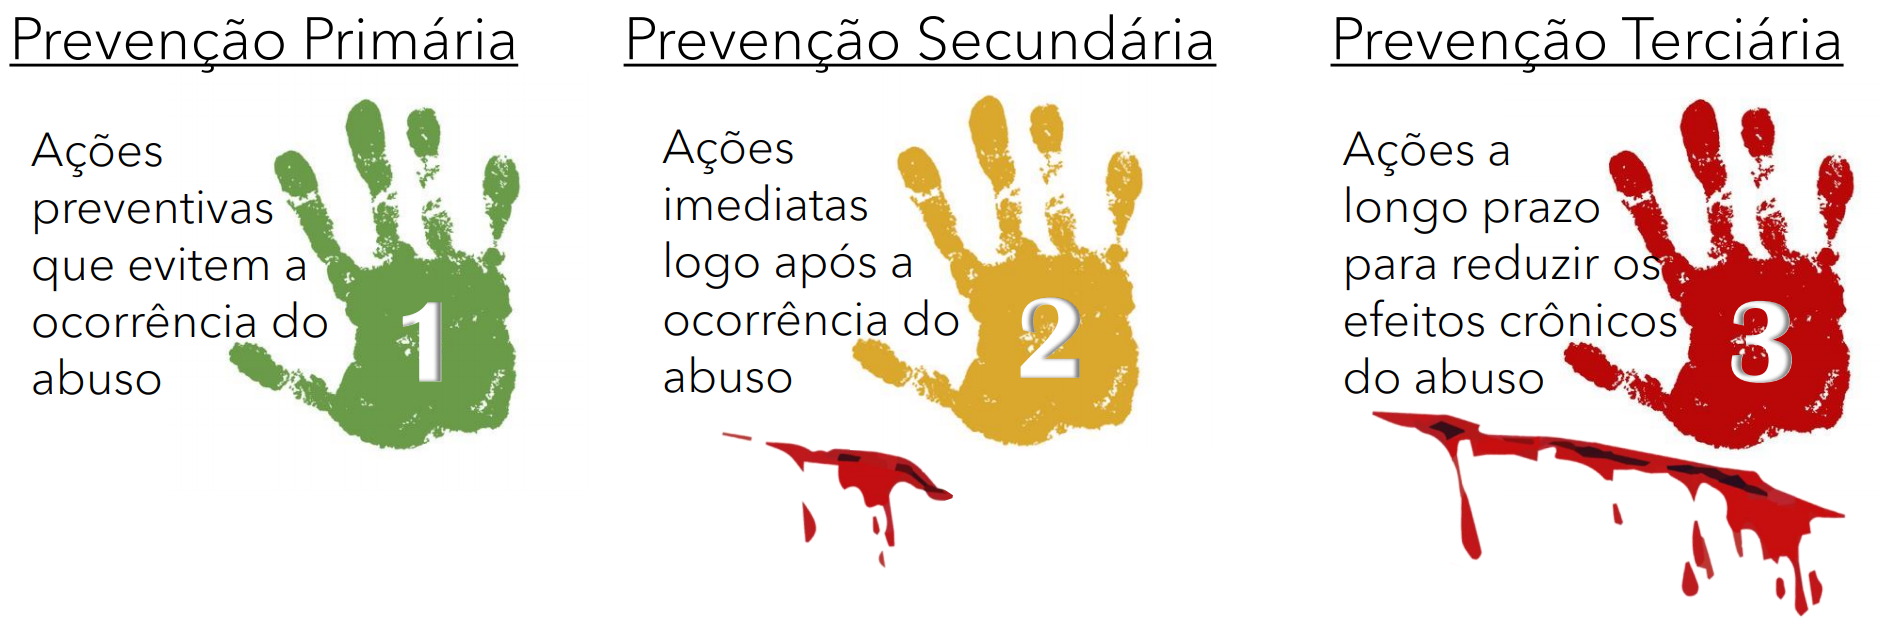 Prevenção Primária
Ações
preventivas
que evitem a
ocorrência do
abuso
1
Prevenção Secundária
Ações
imediatas
logo após a
ocorrência do
abuso
2
Prevenção Terciária
Ações a
longo prazo
para reduzir os
efeitos crônicos
do abuso
3